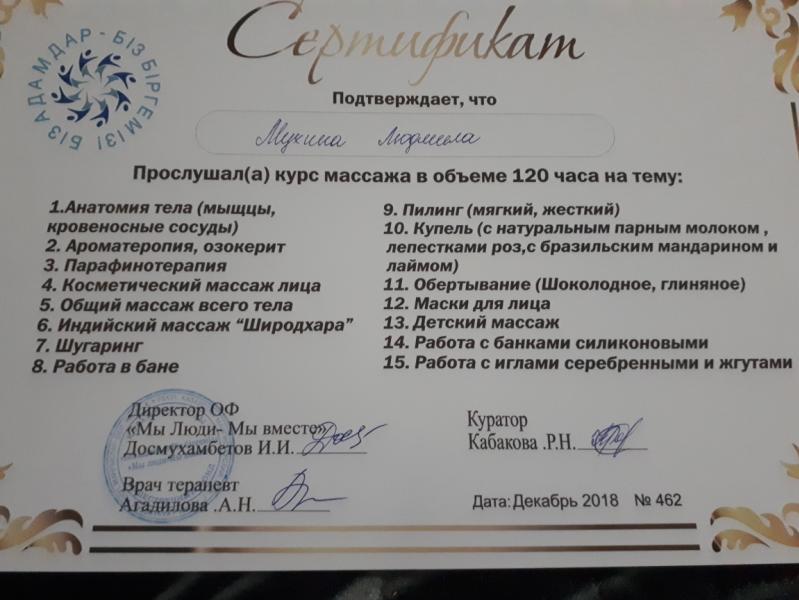 БІЗ АДАМДАР - БІЗ БІРГЕМІЗ!
Сертификат
Подтверждает, что
Мухина Людмила
Прослушал(а) курс массажа в объеме 120 часа на тему:
1.Анатомия тела (мыщцы,
кровеносные сосуды)
2. Ароматеропия, озокерит
3. Парафинотерапия
4. Косметический массаж лица
5. Общий массаж всего тела
6. Индийский массаж “Широдхара”
7. Шугаринг
8. Работа в бане
9. Пилинг (мягкий, жесткий)
10. Купель (с натуральным парным молоком ,
лепестками роз,с бразильским мандарином и
лаймом)
11. Обертывание (Шоколодное, глиняное)
12. Маски для лица
13. Детский массаж
14. Работа с банками силиконовыми
15. Работа с иглами серебренными и жгутами
Директор ОФ
«Мы Люди- Мы вместе»
Досмухамбетов И.И.
Врач терапевт
Агадилова .А.Н.
Куратор
Кабакова .Р.Н.
Дата: Декабрь 2018 № 462